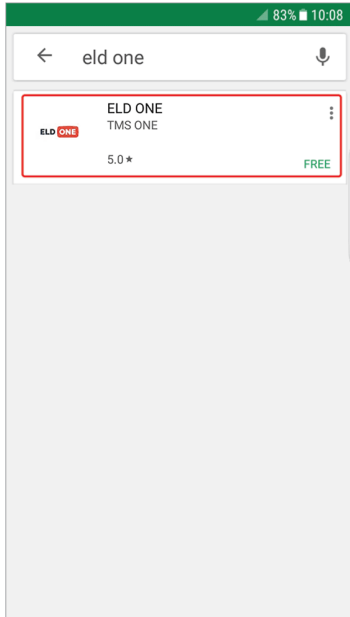 83% 10:08
eld one
ELD ONE
TMS ONE
ELD ONE
5.0★
FREE